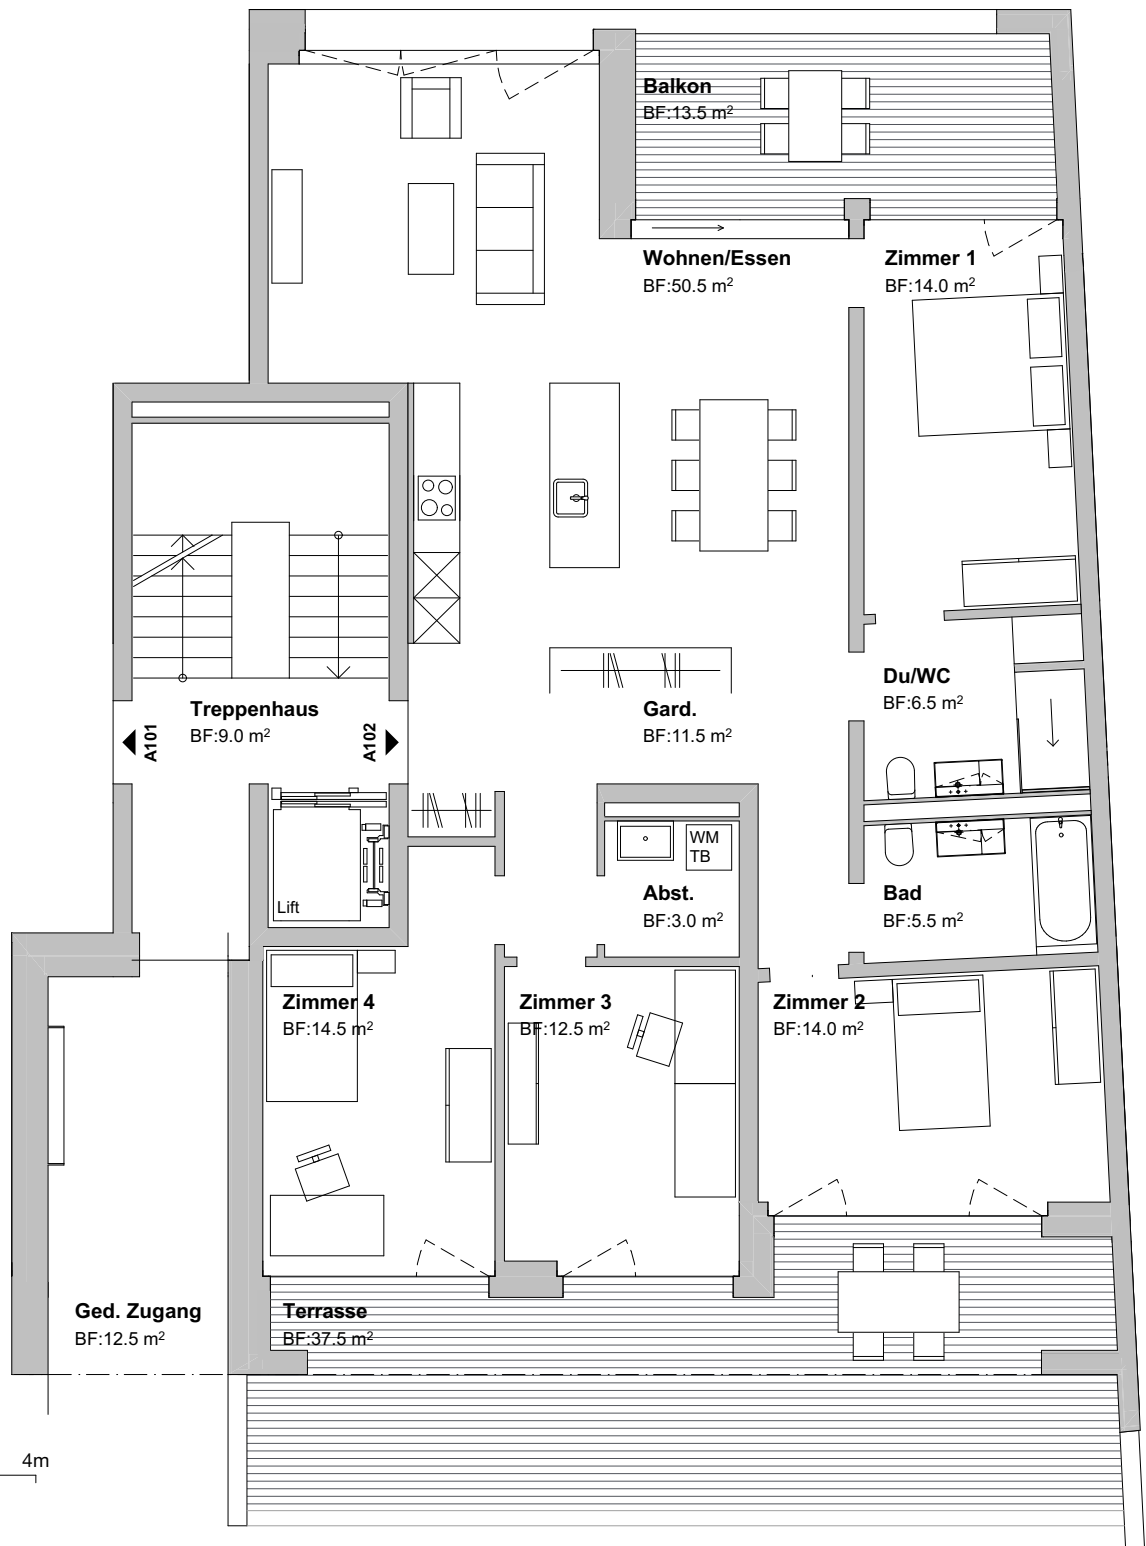 Balkon
BF:13.5 m²
Wohnen/Essen
BF:50.5 m²
Zimmer 1
BF:14.0 m²
Du/WC
BF:6.5 m²
Treppenhaus
BF:9.0 m²
A101
A102
Gard.
BF:11.5 m²
WM
TB
Lift
Abst.
BF:3.0 m²
Bad
BF:5.5 m²
Zimmer 4
BF:14.5 m²
Zimmer 3
BF:12.5 m²
Zimmer 2
BF:14.0 m²
Ged. Zugang
BF:12.5 m²
Terrasse
BF:37.5 m²
4m